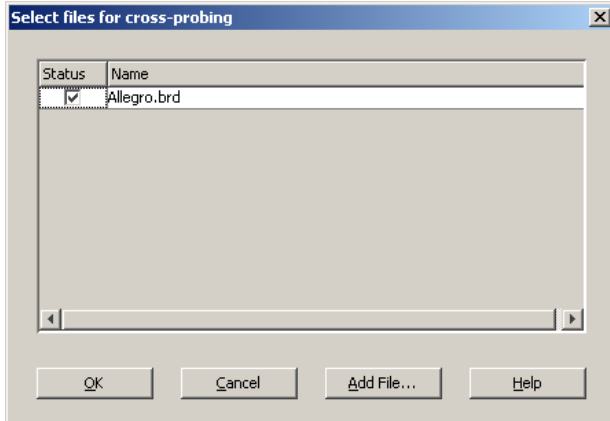 Select files for cross-probing
Status Name
Allegro.brd
OK Cancel Add File... Help